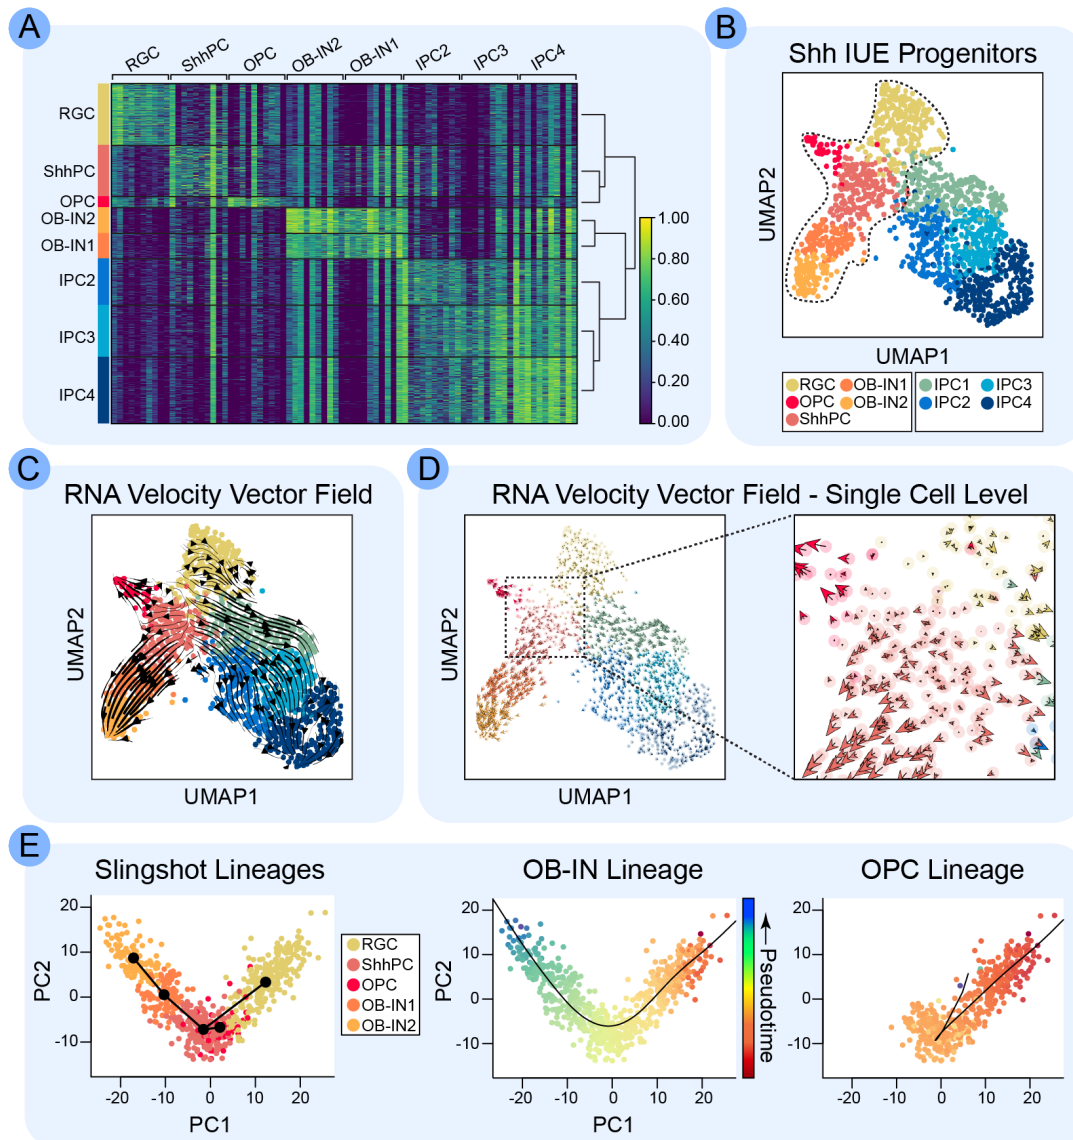 A
RGC ShhPC OPC OB-IN2 OB-IN1 IPC2 IPC3 IPC4
RGC
ShhPC
OPC
OB-IN2
OB-IN1
IPC2
IPC3
IPC4
1.00
0.80
0.60
0.40
0.20
0.00
B
Shh IUE Progenitors
UMAP2
UMAP1
RGC OB-IN1 IPC1 IPC3
OPC OB-IN2 IPC2 IPC4
ShhPC
C
RNA Velocity Vector Field
UMAP2
UMAP1
D
RNA Velocity Vector Field - Single Cell Level
UMAP2
UMAP1
E
Slingshot Lineages
PC2
20
10
0
-10
-20 -10 0 10 20
PC1
RGC
ShhPC
OPC
OB-IN1
OB-IN2
OB-IN Lineage
PC2
20
10
0
-10
-20 -10 0 10 20
PC1
Pseudotime
OPC Lineage
20
10
0
-10
-20 -10 0 10 20